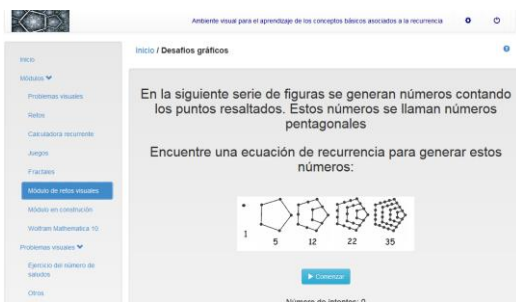 Ambiente visual para el aprendizaje de los conceptos básicos asociados a la recurrencia
Inicio / Desafíos gráficos
Inicio
Módulos
Problemas visuales
Retos
Calculadora recurrente
Juegos
Fractales
Módulo de retos visuales
Módulo en construcción
Wolfram Mathematica 10
Problemas visuales
Ejercicio del número de saludos
Otros
En la siguiente serie de figuras se generan números contando
los puntos resaltados. Estos números se llaman números
pentagonales
Encuentre una ecuación de recurrencia para generar estos
números:
1 5 12 22 35
Comenzar
Número de intentos: 0